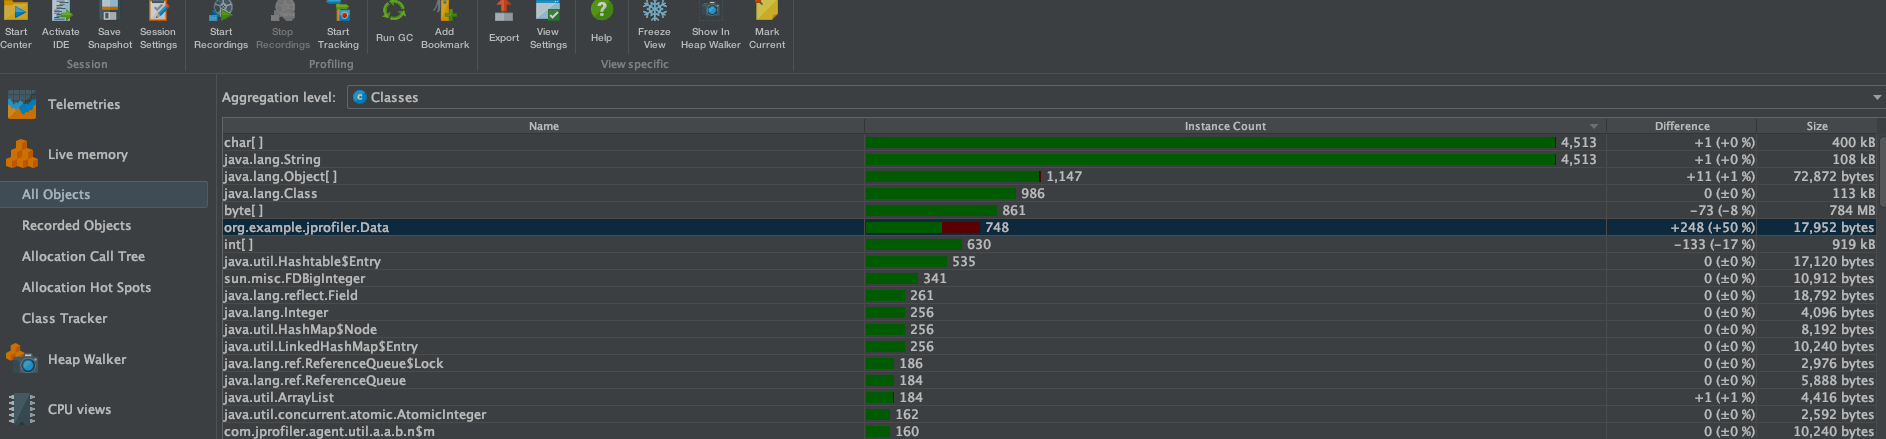 Start Center
Activate IDE
Save Snapshot
Session Settings
Start Recordings
Stop Recordings
Start Tracking
Run GC
Add Bookmark
Export
View Settings
Help
Freeze View
Show In Heap Walker
Mark Current
Session
Profiling
View specific
Telemetries
Live memory
All Objects
Recorded Objects
Allocation Call Tree
Allocation Hot Spots
Class Tracker
Heap Walker
CPU views
Aggregation level: C Classes
Name Instance Count Difference Size
char[ ] 4,513 +1 (+0 %) 400 kB
java.lang.String 4,513 +1 (+0 %) 108 kB
java.lang.Object[ ] 1,147 +11 (+1 %) 72,872 bytes
java.lang.Class 986 0 (±0 %) 113 kB
byte[ ] 861 −73 (−8 %) 784 MB
org.example.jprofiler.Data 748 +248 (+50 %) 17,952 bytes
int[ ] 630 −133 (−17 %) 919 kB
java.util.Hashtable$Entry 535 0 (±0 %) 17,120 bytes
sun.misc.FDBigInteger 341 0 (±0 %) 10,912 bytes
java.lang.reflect.Field 261 0 (±0 %) 18,792 bytes
java.lang.Integer 256 0 (±0 %) 4,096 bytes
java.util.HashMap$Node 256 0 (±0 %) 8,192 bytes
java.util.LinkedHashMap$Entry 256 0 (±0 %) 10,240 bytes
java.lang.ref.ReferenceQueue$Lock 186 0 (±0 %) 2,976 bytes
java.lang.ref.ReferenceQueue 184 0 (±0 %) 5,888 bytes
java.util.ArrayList 184 +1 (+1 %) 4,416 bytes
java.util.concurrent.atomic.AtomicInteger 162 0 (±0 %) 2,592 bytes
com.jprofiler.agent.util.a.a.b.n$m 160 0 (±0 %) 10,240 bytes